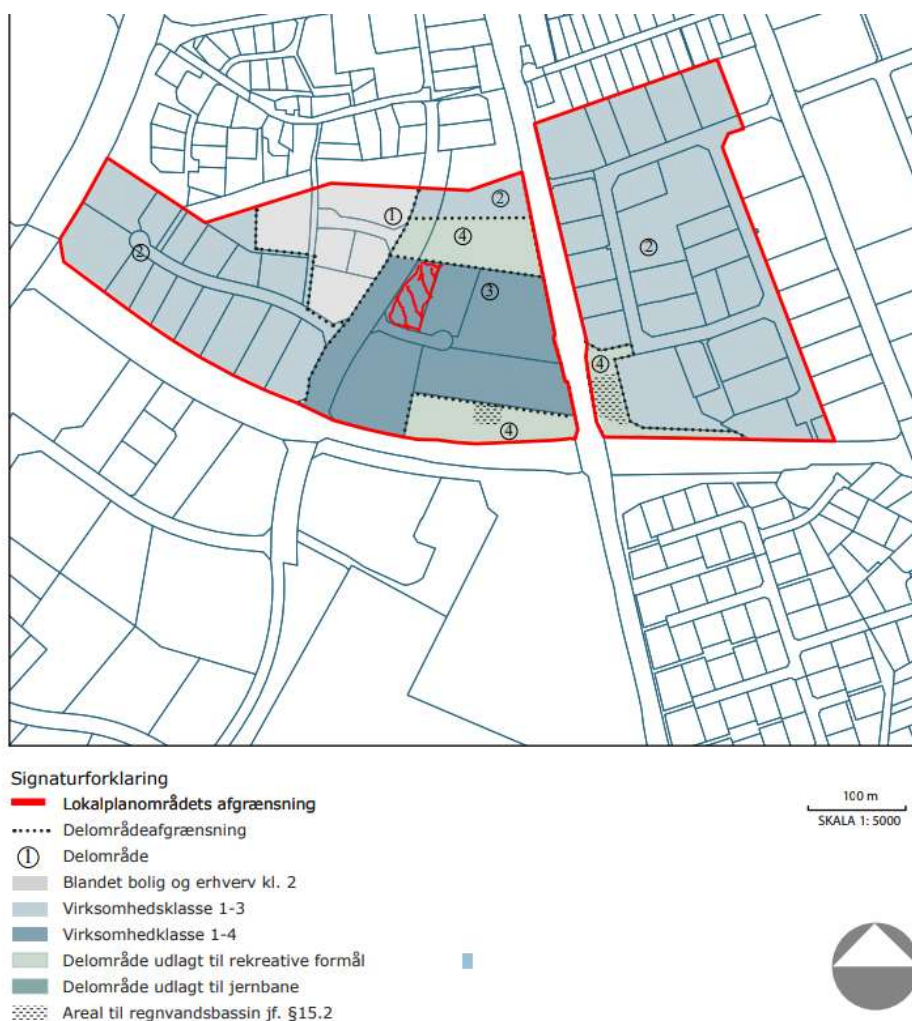 2
1
4
2
2
3
4
4
Signaturforklaring
Lokalplanområdets afgrænsning
Delområdeafgrænsning
1 Delområde
Blandet bolig og erhverv kl. 2
Virksomhedsklasse 1-3
Virksomhedklasse 1-4
Delområde udlagt til rekreative formål
Delområde udlagt til jernbane
Areal til regnvandsbassin jf. §15.2
100 m
SKALA 1: 5000